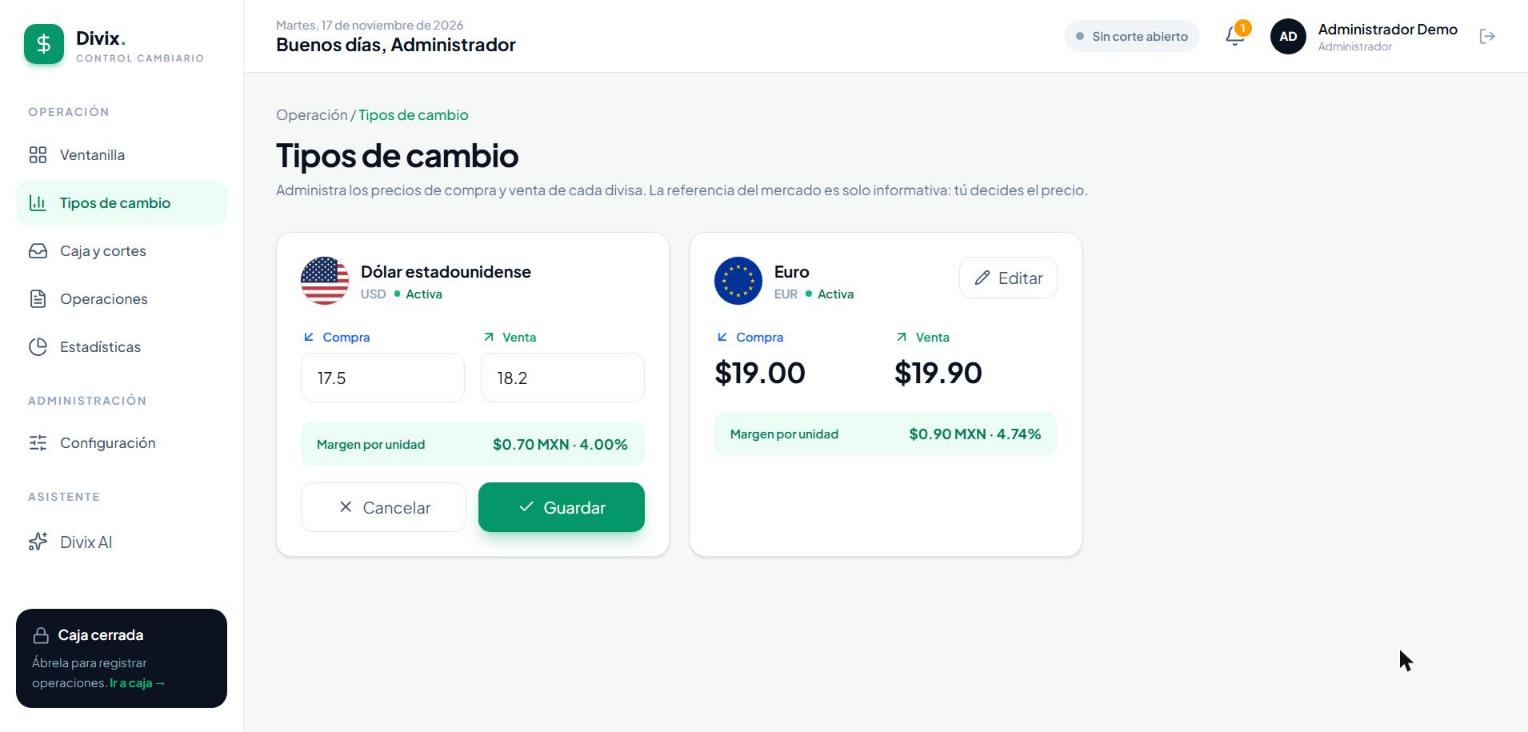 Divix.
CONTROL CAMBIARIO
OPERACIÓN
Ventanilla
Tipos de cambio
Caja y cortes
Operaciones
Estadísticas
ADMINISTRACIÓN
Configuración
ASISTENTE
Divix AI
Caja cerrada
Ábrela para registrar
operaciones. Ir a caja →
Martes, 17 de noviembre de 2026
Buenos días, Administrador
Sin corte abierto
1
AD
Administrador Demo
Administrador
Operación / Tipos de cambio
Tipos de cambio
Administra los precios de compra y venta de cada divisa. La referencia del mercado es solo informativa: tú decides el precio.
Dólar estadounidense
USD Activa
Compra Venta
17.5 18.2
Margen por unidad $0.70 MXN · 4.00%
Cancelar Guardar
Euro
EUR Activa
Editar
Compra Venta
$19.00 $19.90
Margen por unidad $0.90 MXN · 4.74%